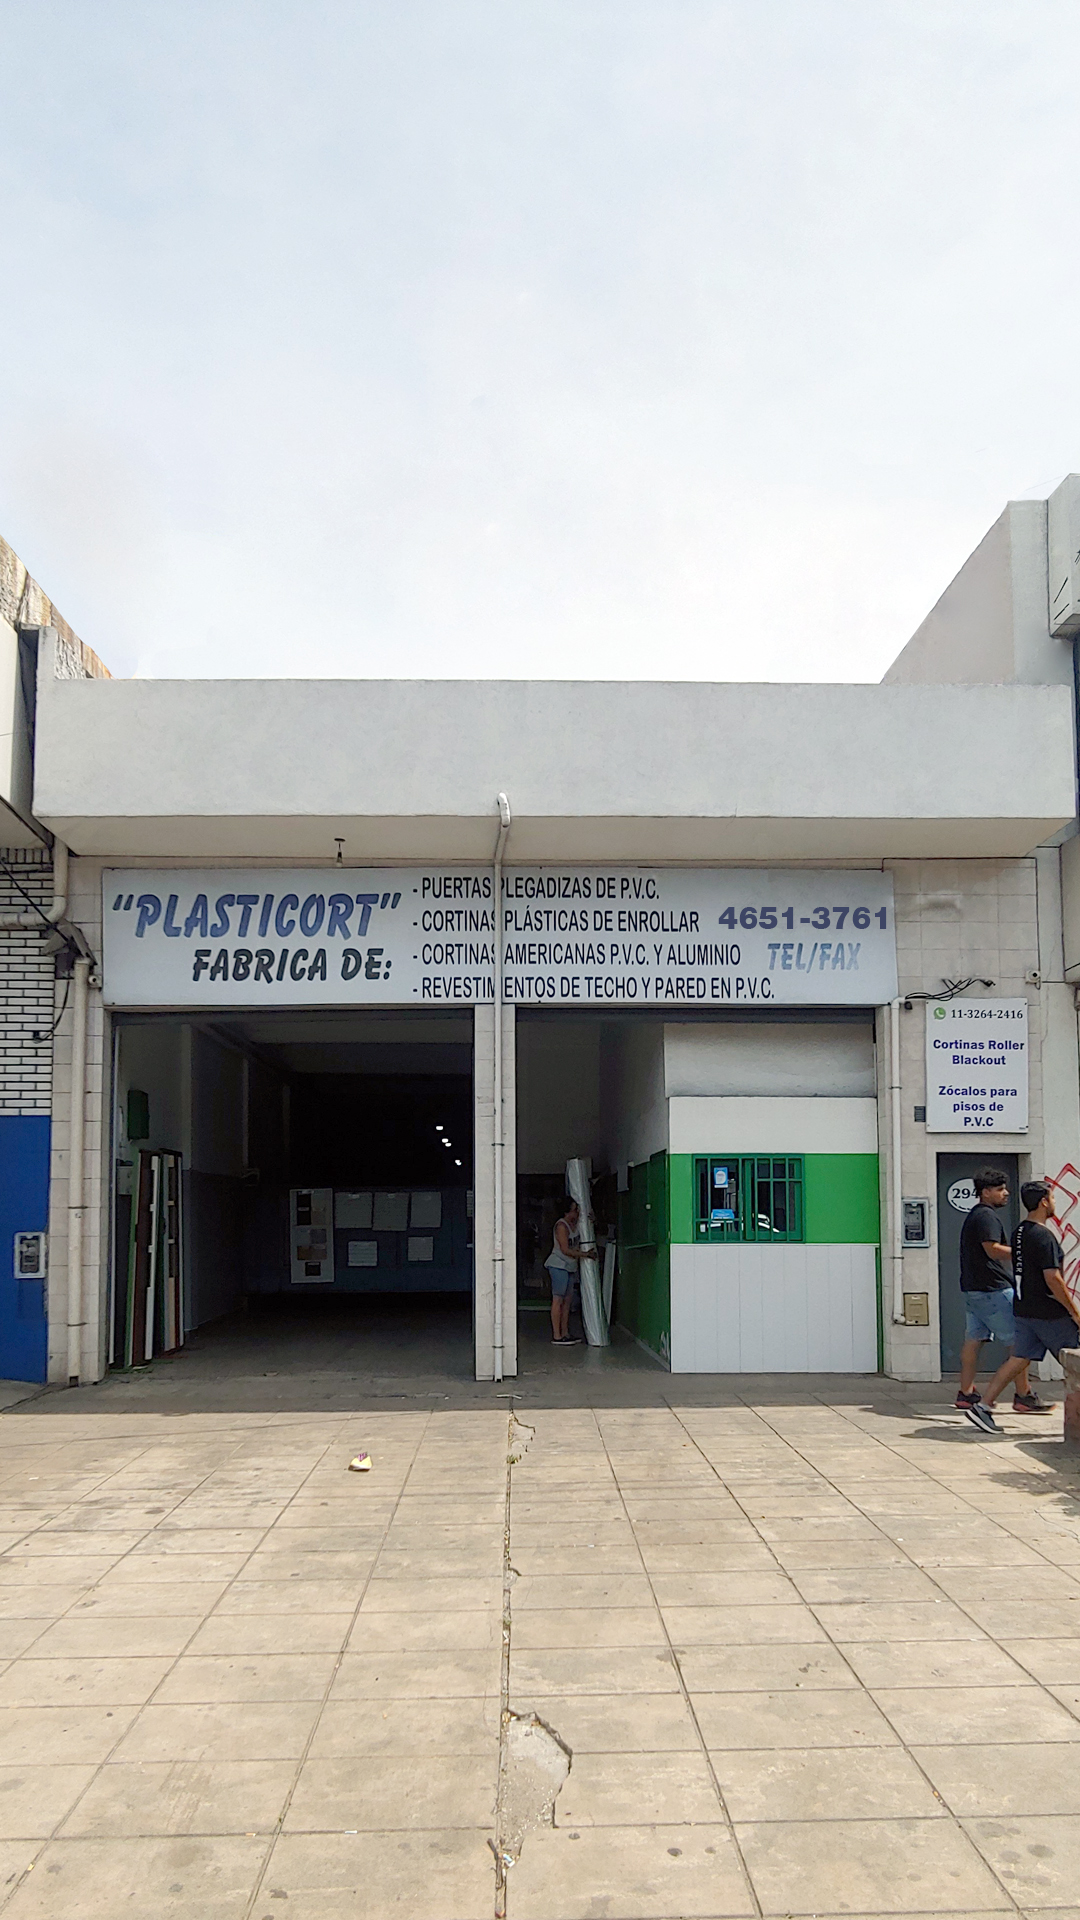 “PLASTICORT”
FABRICA DE:
- PUERTAS PLEGADIZAS DE P.V.C.
- CORTINAS PLÁSTICAS DE ENROLLAR
- CORTINAS AMERICANAS P.V.C. Y ALUMINIO
- REVESTIMIENTOS DE TECHO Y PARED EN P.V.C.
4651-3761
TEL/FAX
11-3264-2416
Cortinas Roller
Blackout
Zócalos para
pisos de
P.V.C
294